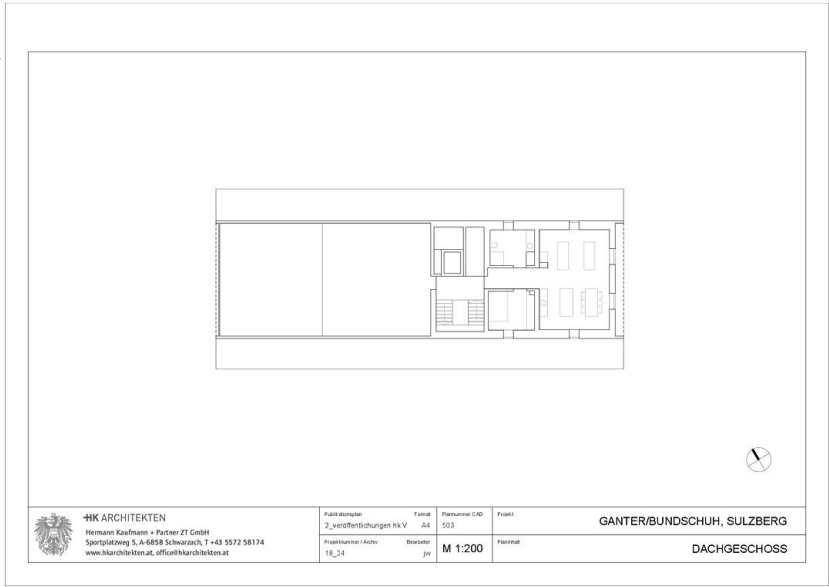 HK ARCHITEKTEN
Hermann Kaufmann + Partner ZT GmbH
Sportplatzweg 5, A-6858 Schwarzach, T +43 5572 58174
www.hkarchitekten.at, office@hkarchitekten.at
Publikationsplan Format
2_veröffentlichungen hk V A4
Projektnummer / Archiv Bearbeiter
18_24 jw
Plannummer CAD
503
M 1:200
Projekt
GANTER/BUNDSCHUH, SULZBERG
Planinhalt
DACHGESCHOSS